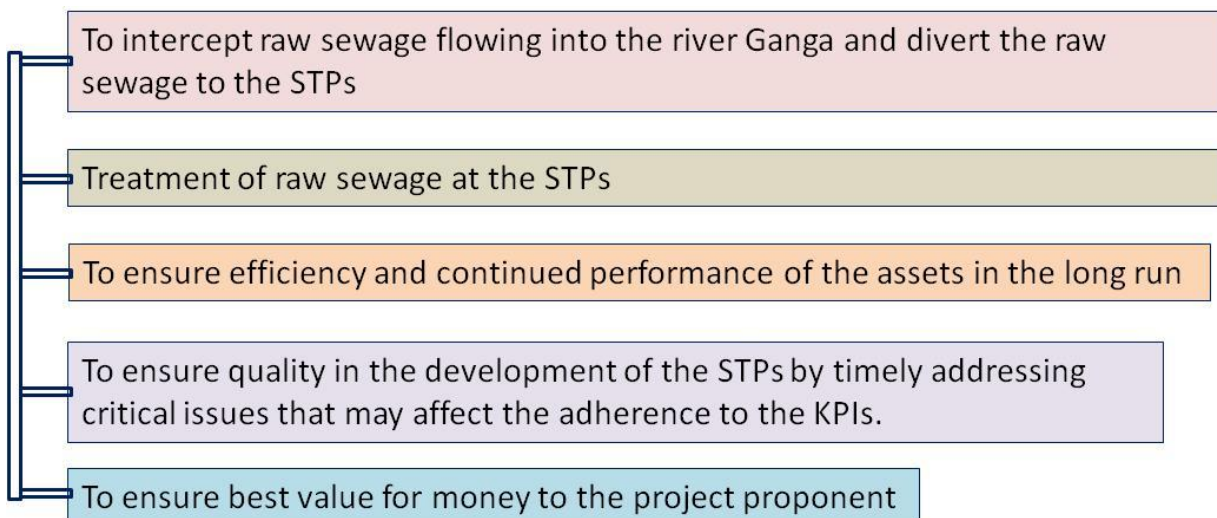 To intercept raw sewage flowing into the river Ganga and divert the raw
sewage to the STPs
Treatment of raw sewage at the STPs
To ensure efficiency and continued performance of the assets in the long run
To ensure quality in the development of the STPs by timely addressing
critical issues that may affect the adherence to the KPIs.
To ensure best value for money to the project proponent